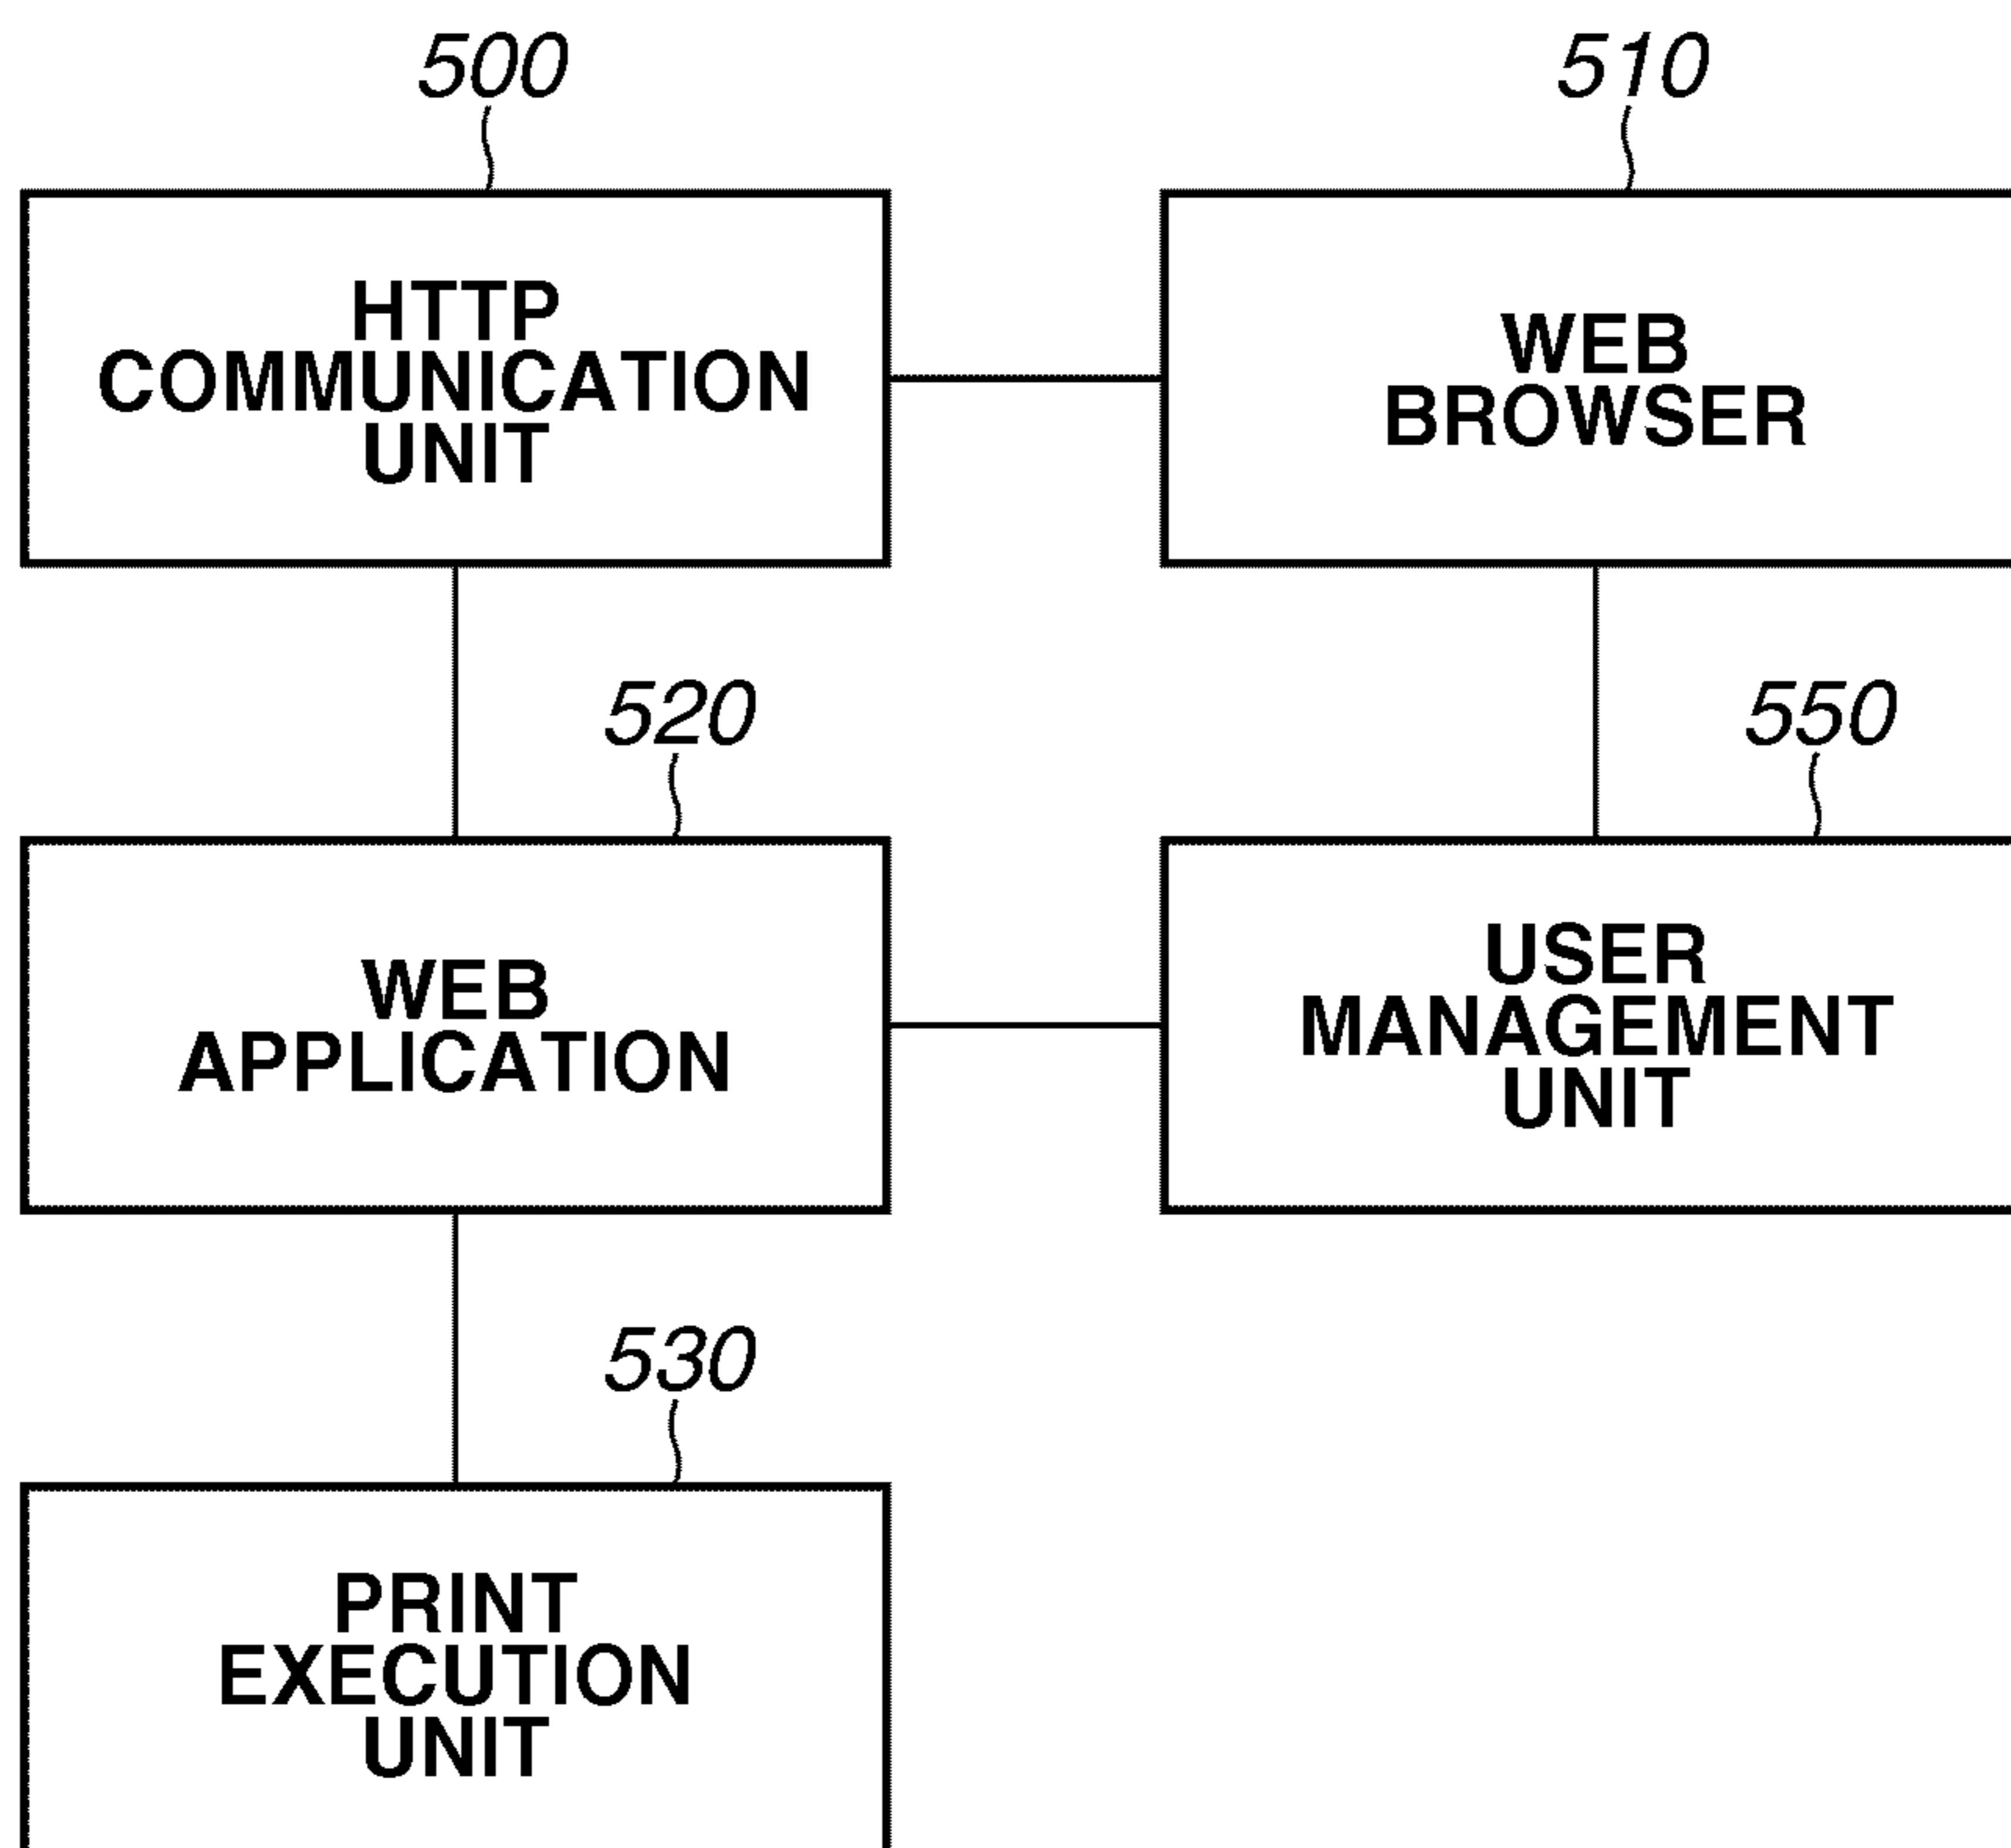 500
510
HTTP
COMMUNICATION
UNIT
WEB
BROWSER
520
550
WEB
APPLICATION
USER
MANAGEMENT
UNIT
530
PRINT
EXECUTION
UNIT